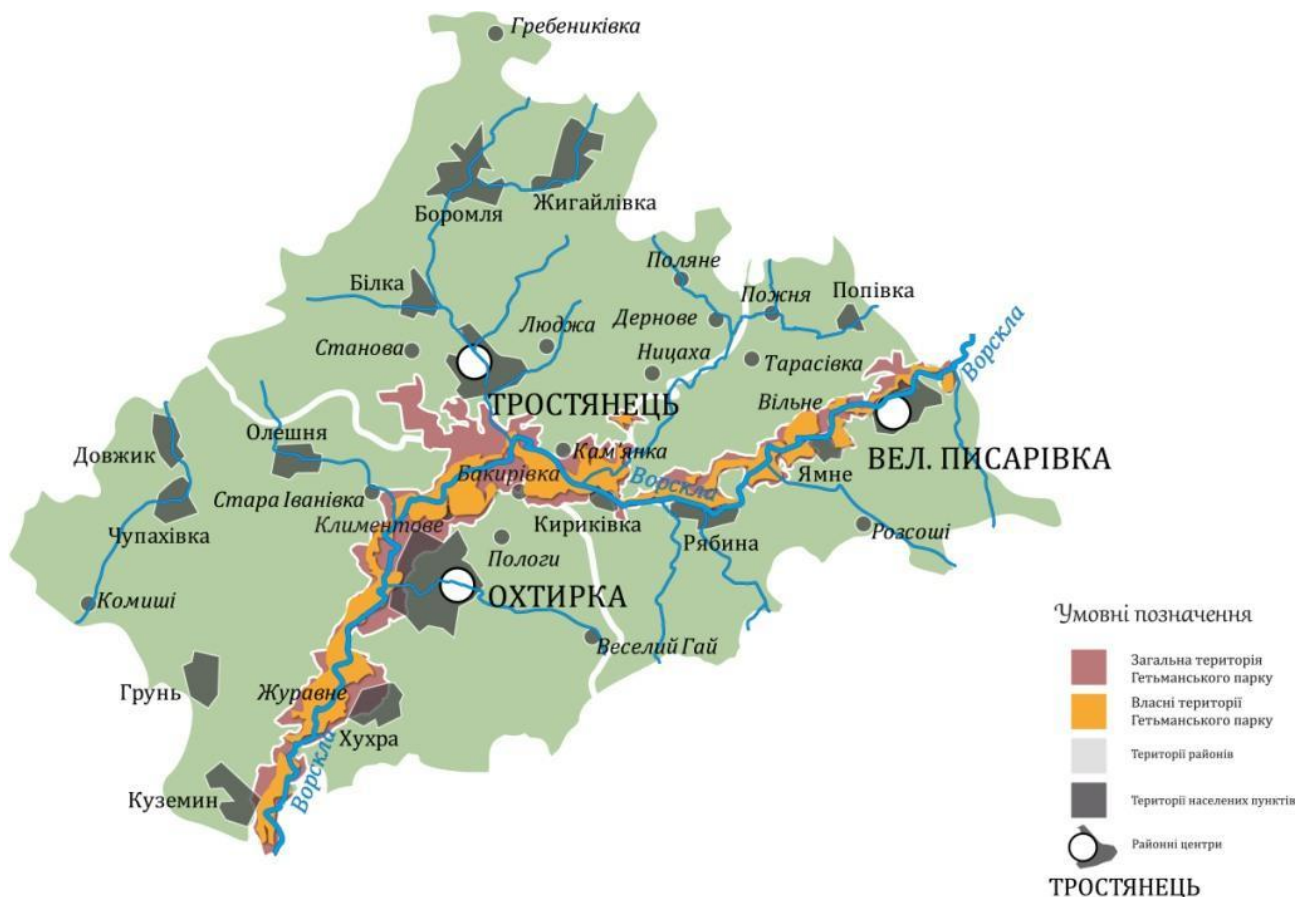 Гребениківка
Боромля
Жигайлівка
Білка
Поляне
Пожня
Попівка
Люджа
Дернове
Станова
Ницаха
Тарасівка
Ворскла
ТРОСТЯНЕЦЬ
Вільне
Довжик
Олешня
Кам'янка
ВЕЛ. ПИСАРІВКА
Бакирівка
Ворскла
Ямне
Стара Іванівка
Климентове
Кириківка
Чупахівка
Пологи
Рябина
Розсоші
ОХТИРКА
Комиші
Веселий Гай
Грунь
Журавне
Хухра
Ворскла
Куземин
Умовні позначення
Загальна територія
Гетьманського парку
Власні території
Гетьманського парку
Території районів
Території населених пунктів
Районні центри
ТРОСТЯНЕЦЬ